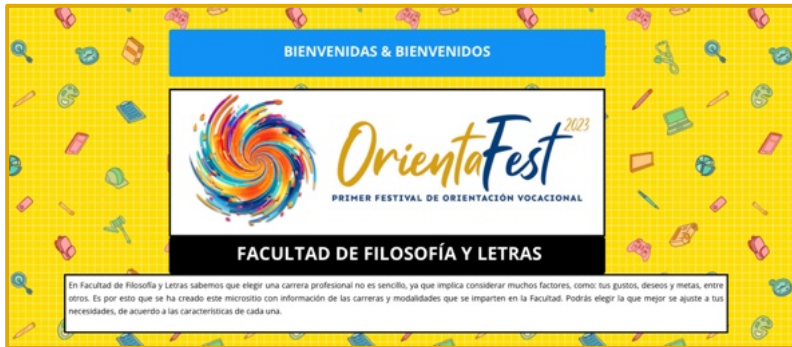 BIENVENIDAS & BIENVENIDOS
OrientaFest 2023
PRIMER FESTIVAL DE ORIENTACIÓN VOCACIONAL
FACULTAD DE FILOSOFÍA Y LETRAS
En Facultad de Filosofía y Letras sabemos que elegir una carrera profesional no es sencillo, ya que implica considerar muchos factores, como: tus gustos, deseos y metas, entre
otros. Es por esto que se ha creado este micrositio con información de las carreras y modalidades que se imparten en la Facultad. Podrás elegir la que mejor se ajuste a tus
necesidades, de acuerdo a las características de cada una.